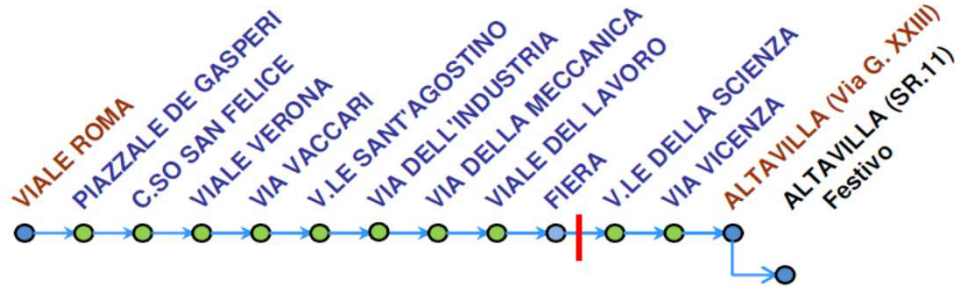 VIALE ROMA
PIAZZALE DE GASPERI
C.SO SAN FELICE
VIALE VERONA
VIA VACCARI
V.LE SANT'AGOSTINO
VIA DELL'INDUSTRIA
VIA DELLA MECCANICA
VIALE DEL LAVORO
FIERA
V.LE DELLA SCIENZA
VIA VICENZA
ALTAVILLA (Via G. XXIII)
ALTAVILLA (SR.11)
Festivo